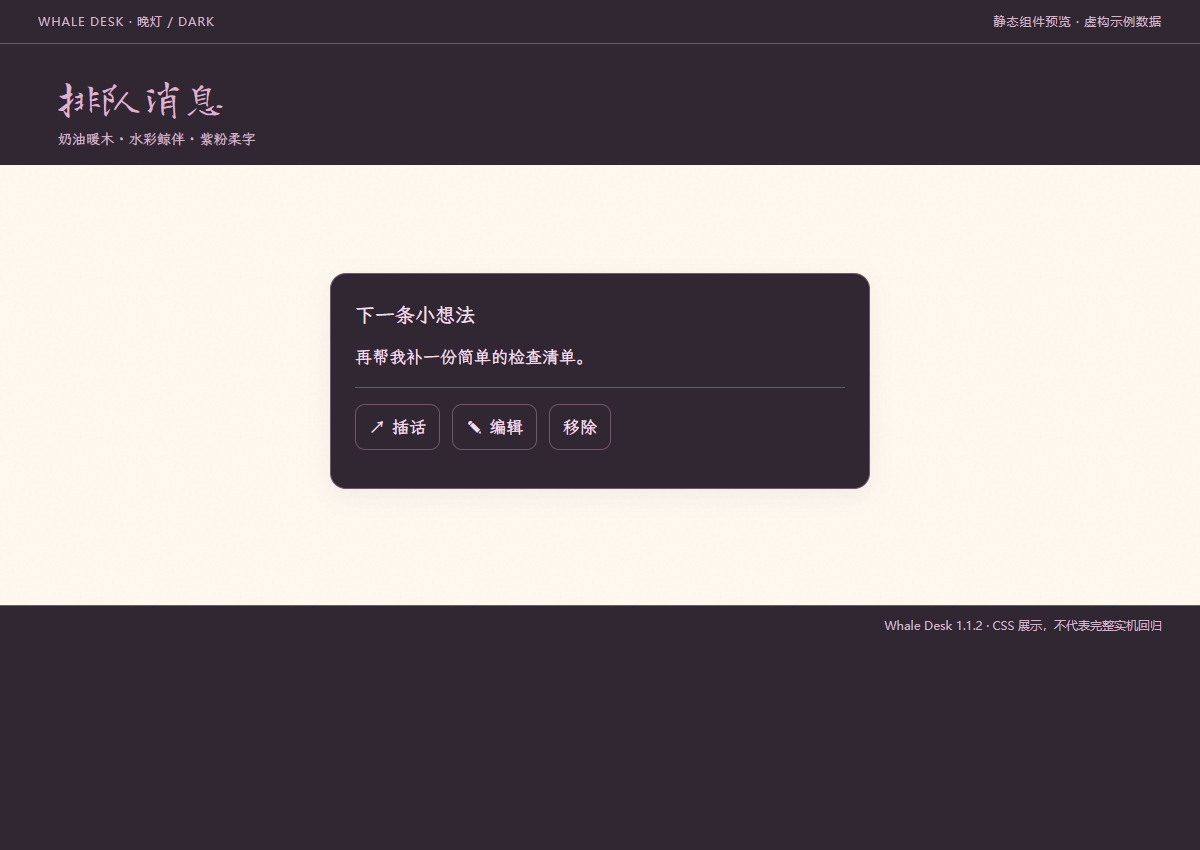 WHALE DESK · 晚灯 / DARK
静态组件预览 · 虚构示例数据
排队消息
奶油暖木 · 水彩鲸伴 · 紫粉柔字
下一条小想法
再帮我补一份简单的检查清单。
↗ 插话 ✎ 编辑 移除
Whale Desk 1.1.2 · CSS 展示，不代表完整实机回归